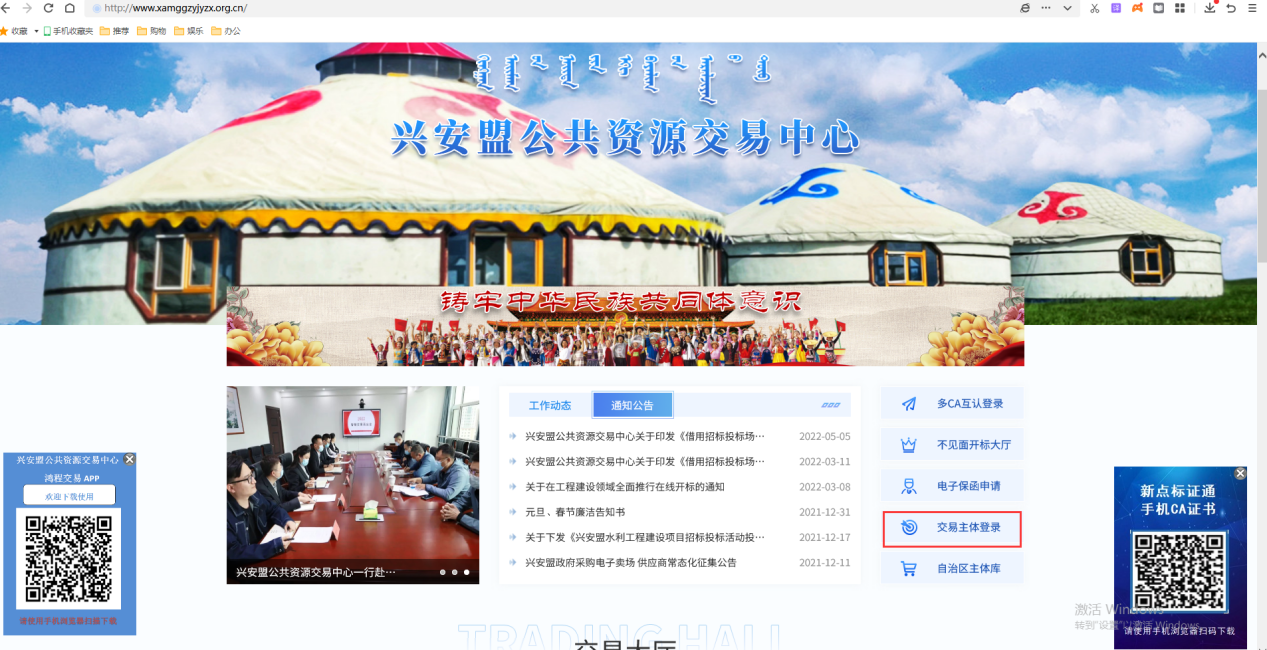 http://www.xamggzyjyzx.org.cn/
收藏 手机收藏夹 推荐 购物 娱乐 办公
兴安盟公共资源交易中心
铸牢中华民族共同体意识
兴安盟公共资源交易中心一行赴…
工作动态 通知公告
兴安盟公共资源交易中心关于印发《借用招标投标场… 2022-05-05
兴安盟公共资源交易中心关于印发《借用招标投标场… 2022-03-11
关于在工程建设领域全面推行在线开标的通知 2022-03-08
元旦、春节廉洁告知书 2021-12-31
关于下发《兴安盟水利工程建设项目招标投标活动投… 2021-12-17
兴安盟政府采购电子卖场 供应商常态化征集公告 2021-12-11
多CA互认登录
不见面开标大厅
电子保函申请
交易主体登录
自治区主体库
兴安盟公共资源交易中心
鸿程交易 APP
欢迎下载使用
请使用手机浏览器扫描下载
新点标证通
手机CA证书
请使用手机浏览器扫码下载
激活 Windows
转到"设置"以激活 Windows。
TRADING HALL
交易大厅